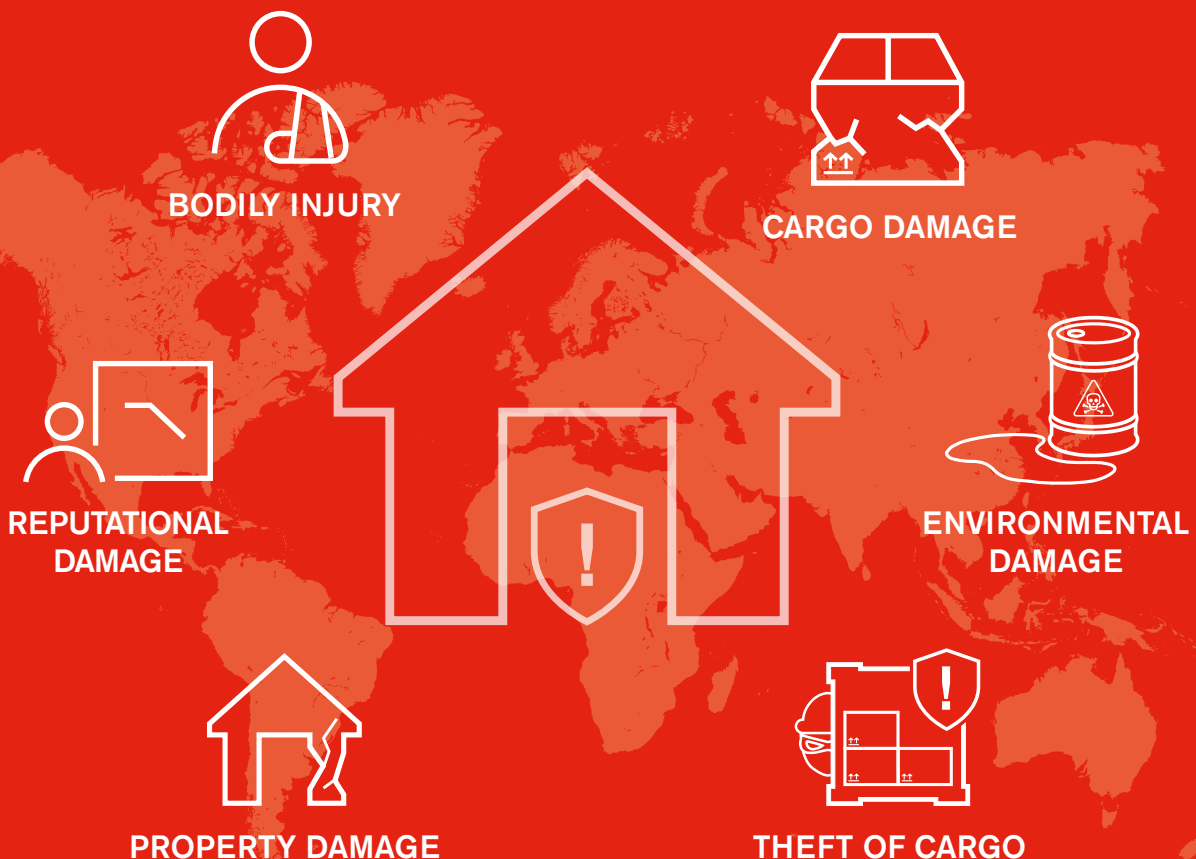 BODILY INJURY
CARGO DAMAGE
REPUTATIONAL
DAMAGE
ENVIRONMENTAL
DAMAGE
PROPERTY DAMAGE
THEFT OF CARGO